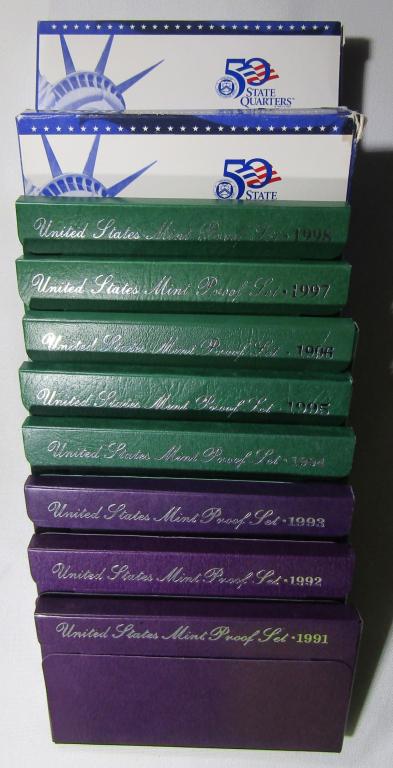 50
STATE
QUARTERS
50
STATE
United States Mint Proof Set · 1998
United States Mint Proof Set · 1997
United States Mint Proof Set · 1996
United States Mint Proof Set · 1995
United States Mint Proof Set · 1994
United States Mint Proof Set · 1993
United States Mint Proof Set · 1992
United States Mint Proof Set · 1991